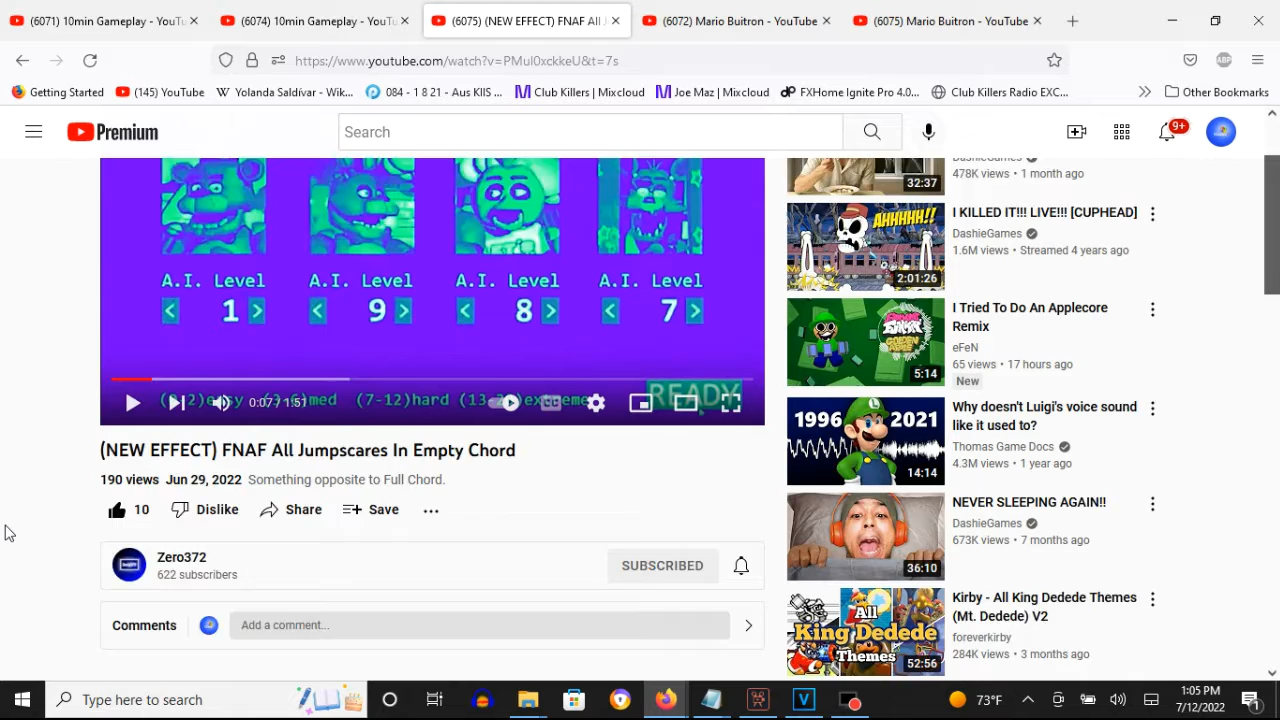 (6071) 10min Gameplay - YouTu
(6074) 10min Gameplay - YouTu
(6075) (NEW EFFECT) FNAF All J
(6072) Mario Buitron - YouTube
(6075) Mario Buitron - YouTube
https://www.youtube.com/watch?v=PMul0xckkeU&t=7s
ABP
Getting Started
(145) YouTube
Yolanda Saldívar - Wik...
084 - 1 8 21 - Aus KIIS ...
Club Killers | Mixcloud
Joe Maz | Mixcloud
FXHome Ignite Pro 4.0...
Club Killers Radio EXC...
Other Bookmarks
Premium
Search
9+
A.I. Level
A.I. Level
A.I. Level
A.I. Level
< 1 >
< 9 >
< 8 >
< 7 >
READY
0:07 / 1:51
(7-12)hard
(NEW EFFECT) FNAF All Jumpscares In Empty Chord
190 views Jun 29, 2022 Something opposite to Full Chord.
10 Dislike Share Save
Zero372
622 subscribers
SUBSCRIBED
Comments
Add a comment...
DashieGames
478K views • 1 month ago
32:37
AHHHHH!!
2:01:26
I KILLED IT!!! LIVE!!! [CUPHEAD]
DashieGames
1.6M views • Streamed 4 years ago
GOLDEN
5:14
I Tried To Do An Applecore
Remix
eFeN
65 views • 17 hours ago
New
1996 2021
14:14
Why doesn't Luigi's voice sound
like it used to?
Thomas Game Docs
4.3M views • 1 year ago
36:10
NEVER SLEEPING AGAIN!!
DashieGames
673K views • 7 months ago
All
King Dedede
Themes
52:56
Kirby - All King Dedede Themes
(Mt. Dedede) V2
foreverkirby
284K views • 3 months ago
Type here to search
73°F
1:05 PM
7/12/2022
1